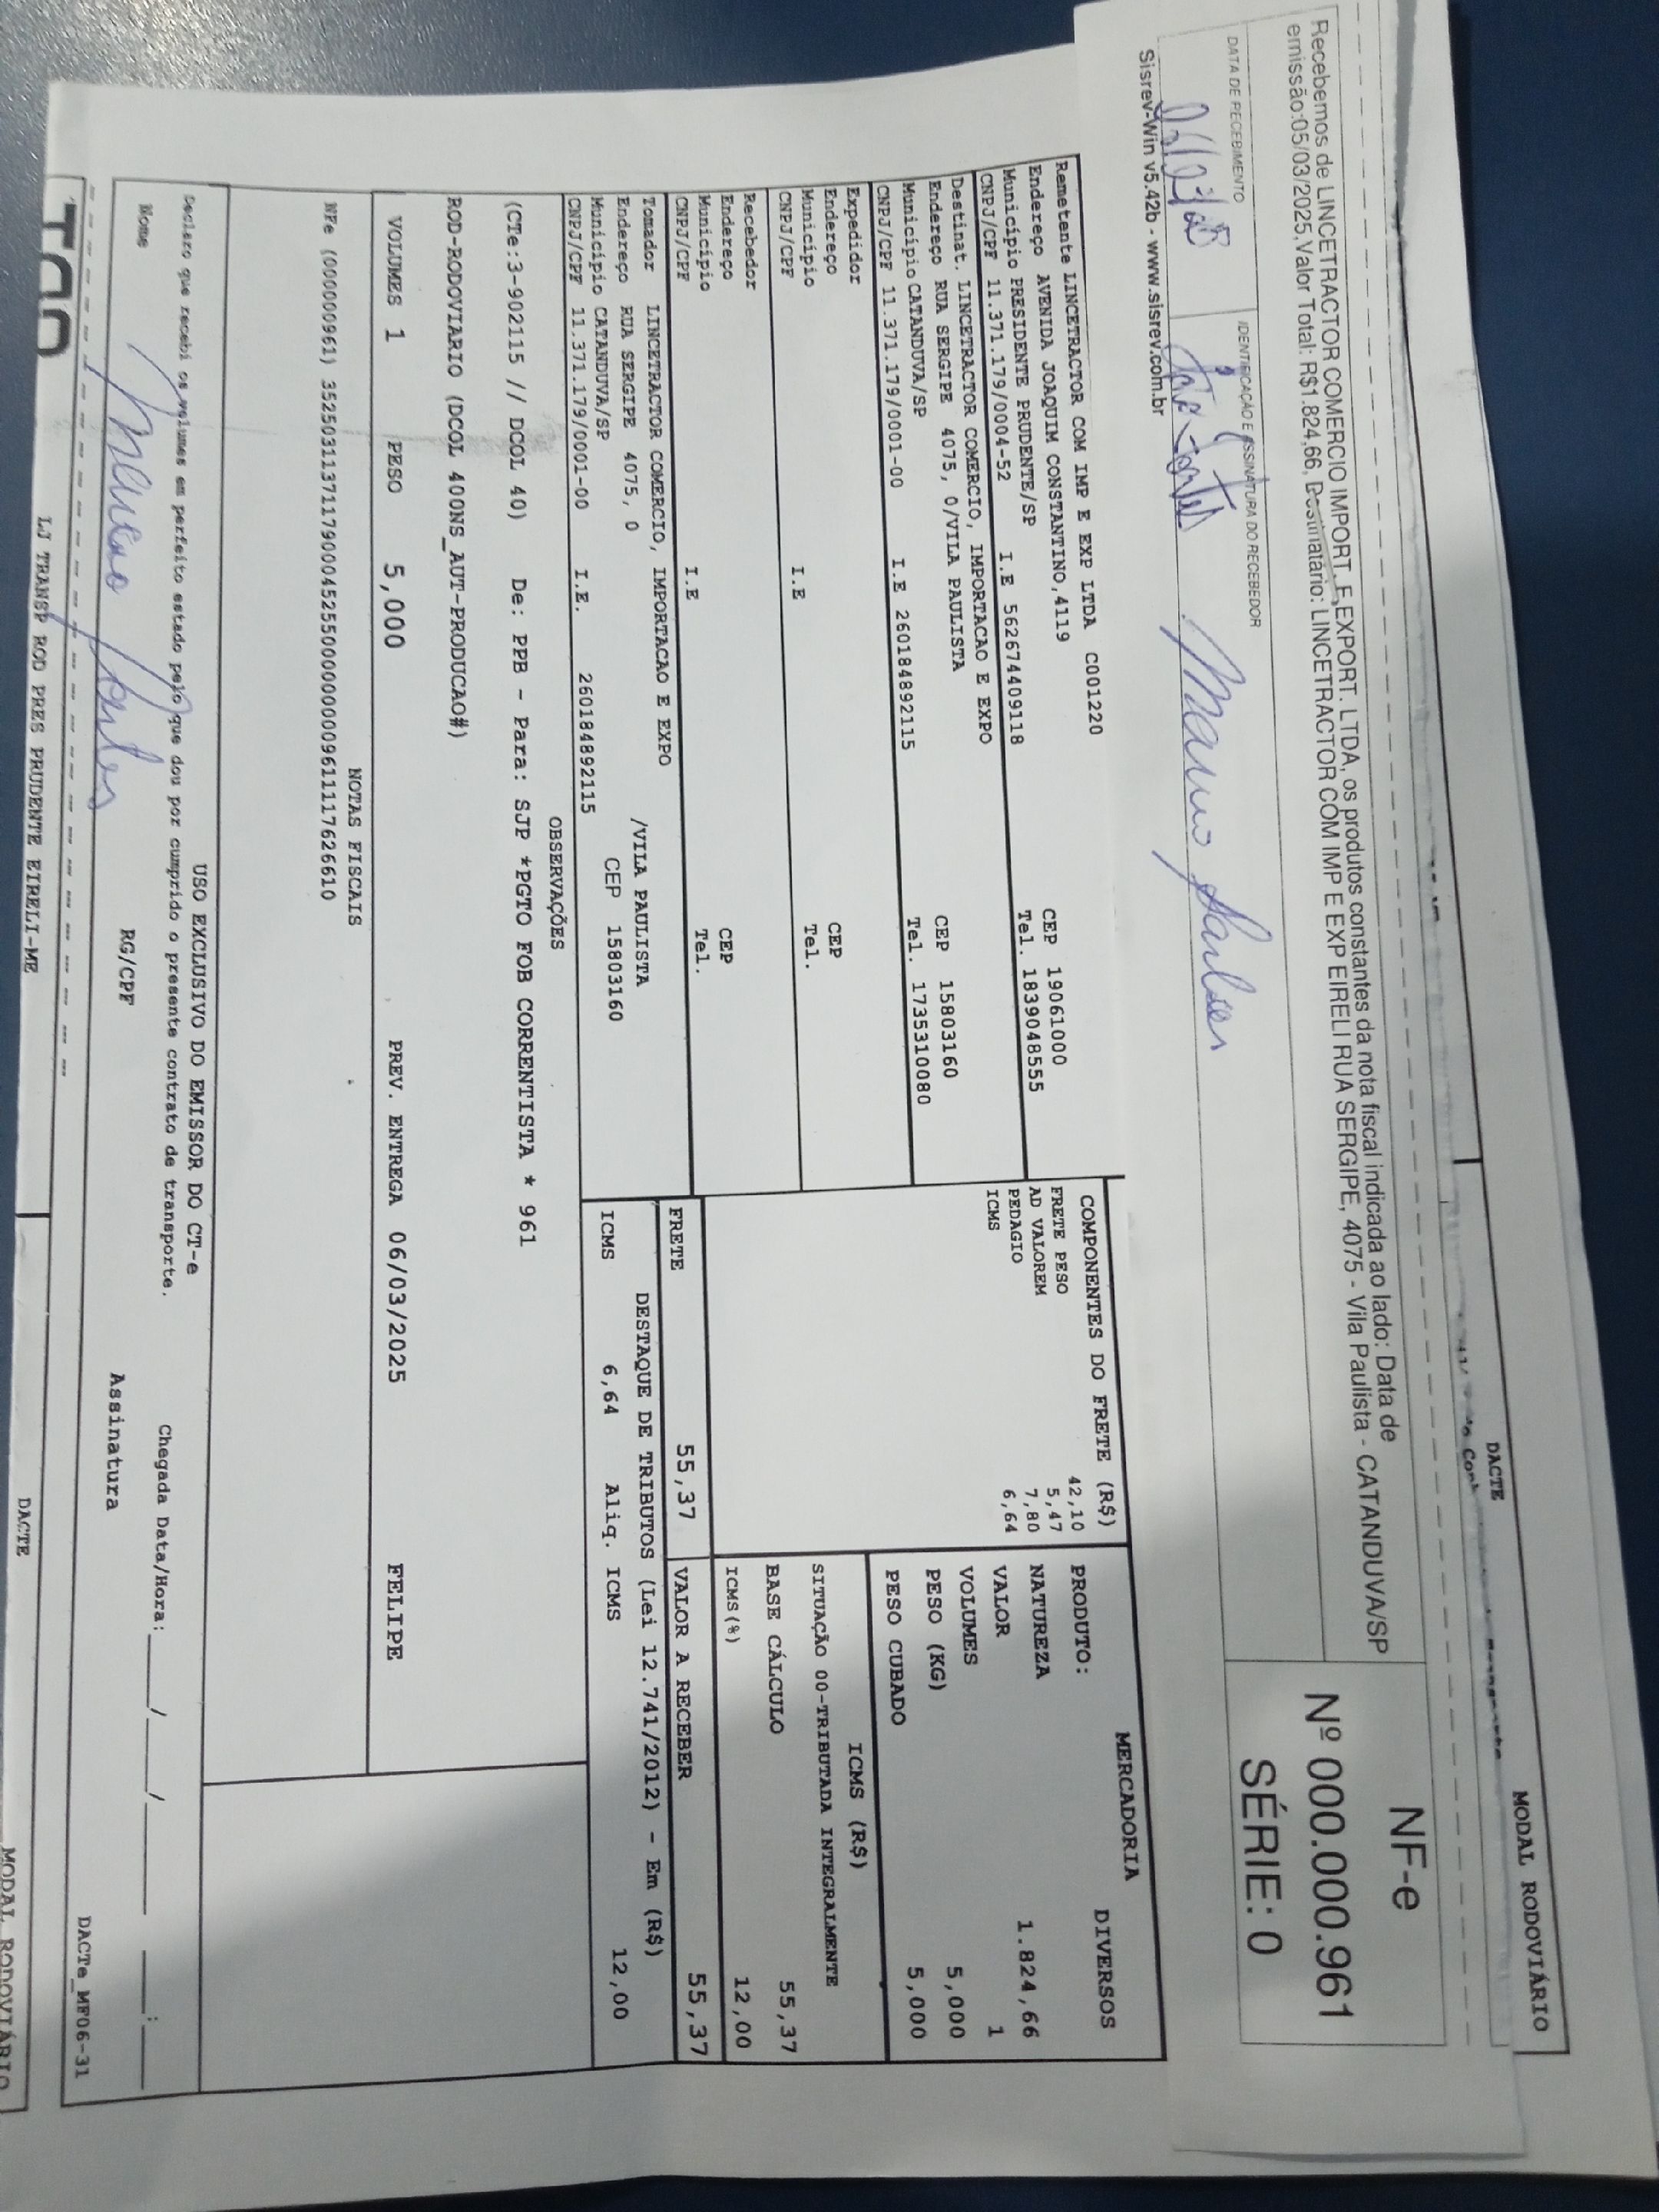 DACTE
MODAL RODOVIÁRIO
Recebemos de LINCETRACTOR COMERCIO IMPORT. E EXPORT. LTDA, os produtos constantes da nota fiscal indicada ao lado: Data de
emissão:05/03/2025,Valor Total: R$1.824,66, Destinatário: LINCETRACTOR COM IMP E EXP EIRELI RUA SERGIPE, 4075 - Vila Paulista - CATANDUVA/SP
NF-e
Nº 000.000.961
SÉRIE: 0
DATA DE RECEBIMENTO
IDENTIFICAÇÃO E ASSINATURA DO RECEBEDOR
Sisrev-Win v5.42b - www.sisrev.com.br
Remetente LINCETRACTOR COM IMP E EXP LTDA C001220
Endereço AVENIDA JOAQUIM CONSTANTINO,4119 CEP 19061000
Município PRESIDENTE PRUDENTE/SP Tel. 1839048555
CNPJ/CPF 11.371.179/0004-52 I.E 562674409118
Destinat. LINCETRACTOR COMERCIO, IMPORTACAO E EXPO
Endereço RUA SERGIPE 4075, 0/VILA PAULISTA CEP 15803160
Município CATANDUVA/SP Tel. 1735310080
CNPJ/CPF 11.371.179/0001-00 I.E 260184892115
Expedidor
Endereço CEP
Município Tel.
CNPJ/CPF I.E
Recebedor
Endereço CEP
Município Tel.
CNPJ/CPF I.E
Tomador LINCETRACTOR COMERCIO, IMPORTACAO E EXPO
Endereço RUA SERGIPE 4075, 0 /VILA PAULISTA
Município CATANDUVA/SP CEP 15803160
CNPJ/CPF 11.371.179/0001-00 I.E. 260184892115
COMPONENTES DO FRETE (R$)
FRETE PESO 42,10
AD VALOREM 5,47
PEDAGIO 7,80
ICMS 6,64
MERCADORIA
PRODUTO: DIVERSOS
NATUREZA
VALOR 1.824,66
VOLUMES 1
PESO (KG) 5,000
PESO CUBADO 5,000
ICMS (R$)
SITUAÇÃO 00-TRIBUTADA INTEGRALMENTE
BASE CÁLCULO 55,37
ICMS(%) 12,00
FRETE 55,37
VALOR A RECEBER 55,37
DESTAQUE DE TRIBUTOS (Lei 12.741/2012) - Em (R$)
ICMS 6,64 Aliq. ICMS 12,00
OBSERVAÇÕES
(CTe:3-902115 // DCOL 40) De: PPB - Para: SJP *PGTO FOB CORRENTISTA * 961
ROD-RODOVIARIO (DCOL 400NS_AUT-PRODUCAO#)
VOLUMES 1 PESO 5,000 PREV. ENTREGA 06/03/2025 FELIPE
NOTAS FISCAIS
NFe (00000961) 35250311371179000452550000000009611117626610
USO EXCLUSIVO DO EMISSOR DO CT-e
Declaro que recebi os volumes em perfeito estado pelo que dou por cumprido o presente contrato de transporte.
Chegada Data/Hora:____/____/______ ____:____
Nome
RG/CPF
Assinatura
DACTe_MF06-31
LJ TRANSP ROD PRES PRUDENTE EIRELI-ME
DACTE
MODAL RODOVIÁRIO